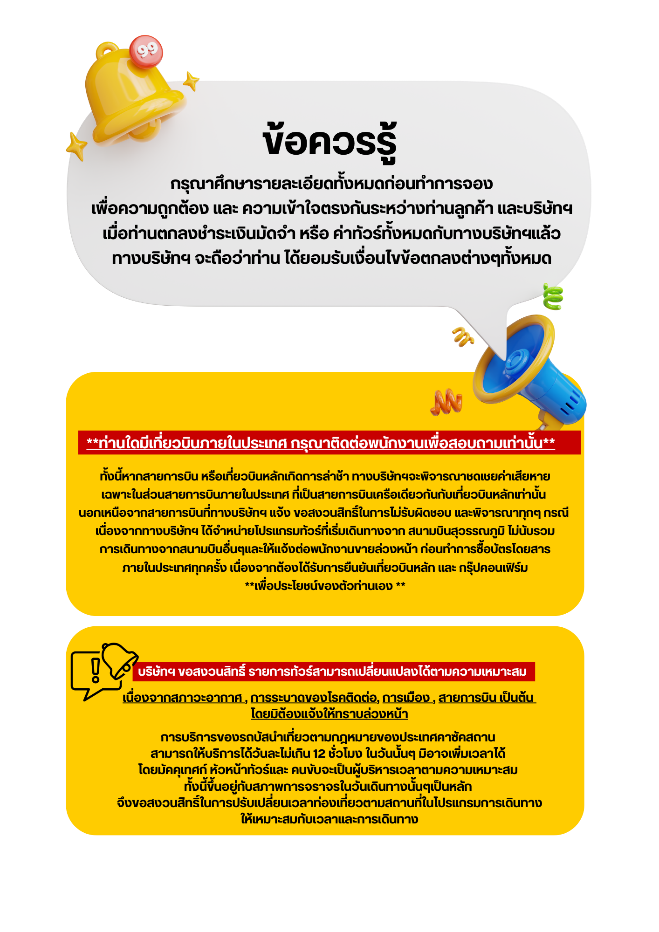 99
ข้อควรรู้
กรุณาศึกษารายละเอียดทั้งหมดก่อนทำการจอง
เพื่อความถูกต้อง และ ความเข้าใจตรงกันระหว่างท่านลูกค้า และบริษัทฯ
เมื่อท่านตกลงชำระเงินมัดจำ หรือ ค่าทัวร์ทั้งหมดกับทางบริษัทฯแล้ว
ทางบริษัทฯ จะถือว่าท่าน ได้ยอมรับเงื่อนไขข้อตกลงต่างๆทั้งหมด
**ท่านใดมีเที่ยวบินภายในประเทศ กรุณาติดต่อพนักงานเพื่อสอบถามเท่านั้น**
ทั้งนี้หากสายการบิน หรือเที่ยวบินหลักเกิดการล่าช้า ทางบริษัทฯจะพิจารณาชดเชยค่าเสียหาย
เฉพาะในส่วนสายการบินภายในประเทศ ที่เป็นสายการบินเครือเดียวกันกับเที่ยวบินหลักเท่านั้น
นอกเหนือจากสายการบินที่ทางบริษัทฯ แจ้ง ขอสงวนสิทธิ์ในการไม่รับผิดชอบ และพิจารณาทุกๆ กรณี
เนื่องจากทางบริษัทฯ ได้จำหน่ายโปรแกรมทัวร์ที่เริ่มเดินทางจาก สนามบินสุวรรณภูมิ ไม่นับรวม
การเดินทางจากสนามบินอื่นๆและให้แจ้งต่อพนักงานขายล่วงหน้า ก่อนทำการซื้อบัตรโดยสาร
ภายในประเทศทุกครั้ง เนื่องจากต้องได้รับการยืนยันเที่ยวบินหลัก และ กรุ๊ปคอนเฟิร์ม
**เพื่อประโยชน์ของตัวท่านเอง **
บริษัทฯ ขอสงวนสิทธิ์ รายการทัวร์สามารถเปลี่ยนแปลงได้ตามความเหมาะสม
เนื่องจากสภาวะอากาศ , การระบาดของโรคติดต่อ, การเมือง , สายการบิน เป็นต้น
โดยมิต้องแจ้งให้ทราบล่วงหน้า
การบริการของรถบัสนำเที่ยวตามกฎหมายของประเทศคาซัคสถาน
สามารถให้บริการได้วันละไม่เกิน 12 ชั่วโมง ในวันนั้นๆ มิอาจเพิ่มเวลาได้
โดยมัคคุเทศก์ หัวหน้าทัวร์และ คนขับจะเป็นผู้บริหารเวลาตามความเหมาะสม
ทั้งนี้ขึ้นอยู่กับสภาพการจราจรในวันเดินทางนั้นๆเป็นหลัก
จึงขอสงวนสิทธิ์ในการปรับเปลี่ยนเวลาท่องเที่ยวตามสถานที่ในโปรแกรมการเดินทาง
ให้เหมาะสมกับเวลาและการเดินทาง